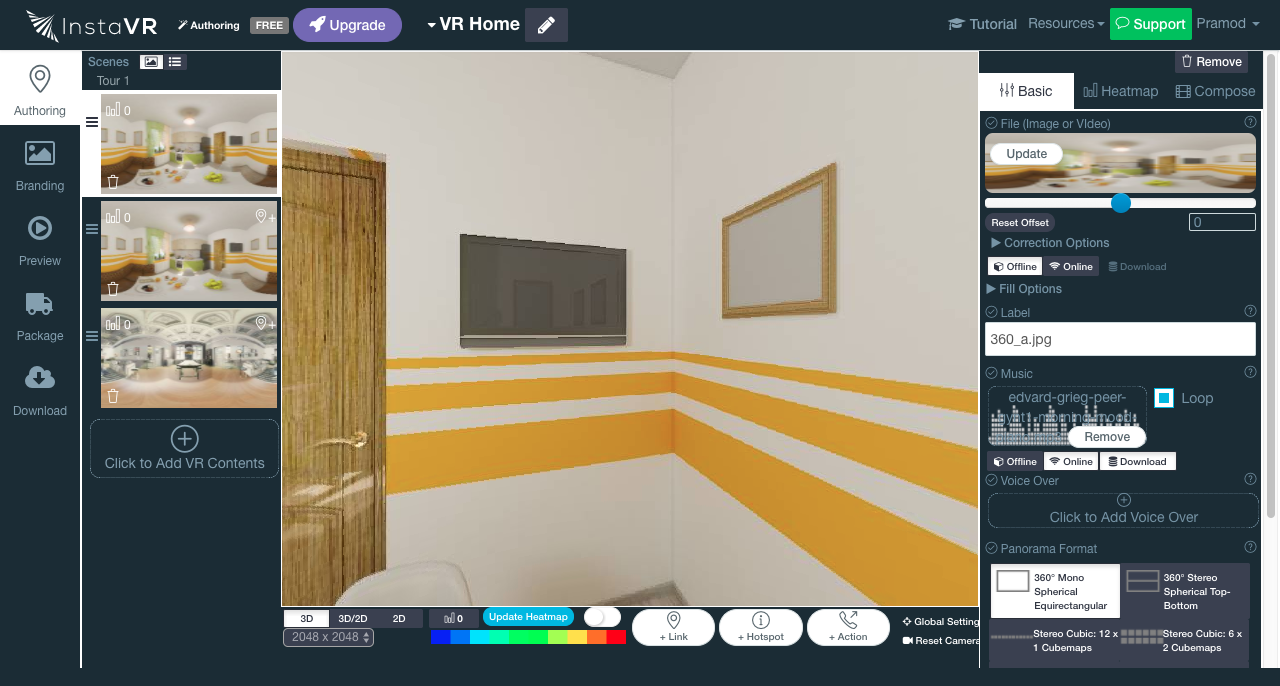 InstaVR
Authoring
FREE
Upgrade
VR Home
Tutorial
Resources
Support
Pramod
Authoring
Branding
Preview
Package
Download
Scenes
Tour 1
0
0
0
Click to Add VR Contents
3D
3D/2D
2D
2048 x 2048
0
Update Heatmap
+ Link
+ Hotspot
+ Action
Global Setting
Reset Camera
Remove
Basic
Heatmap
Compose
File (Image or VIdeo)
Update
Reset Offset
0
Correction Options
Offline
Online
Download
Fill Options
Label
360_a.jpg
Music
edvard-grieg-peer-
Loop
Remove
Offline
Online
Download
Voice Over
Click to Add Voice Over
Panorama Format
360° Mono
Spherical
Equirectangular
360° Stereo
Spherical Top-
Bottom
Stereo Cubic: 12 x
1 Cubemaps
Stereo Cubic: 6 x
2 Cubemaps